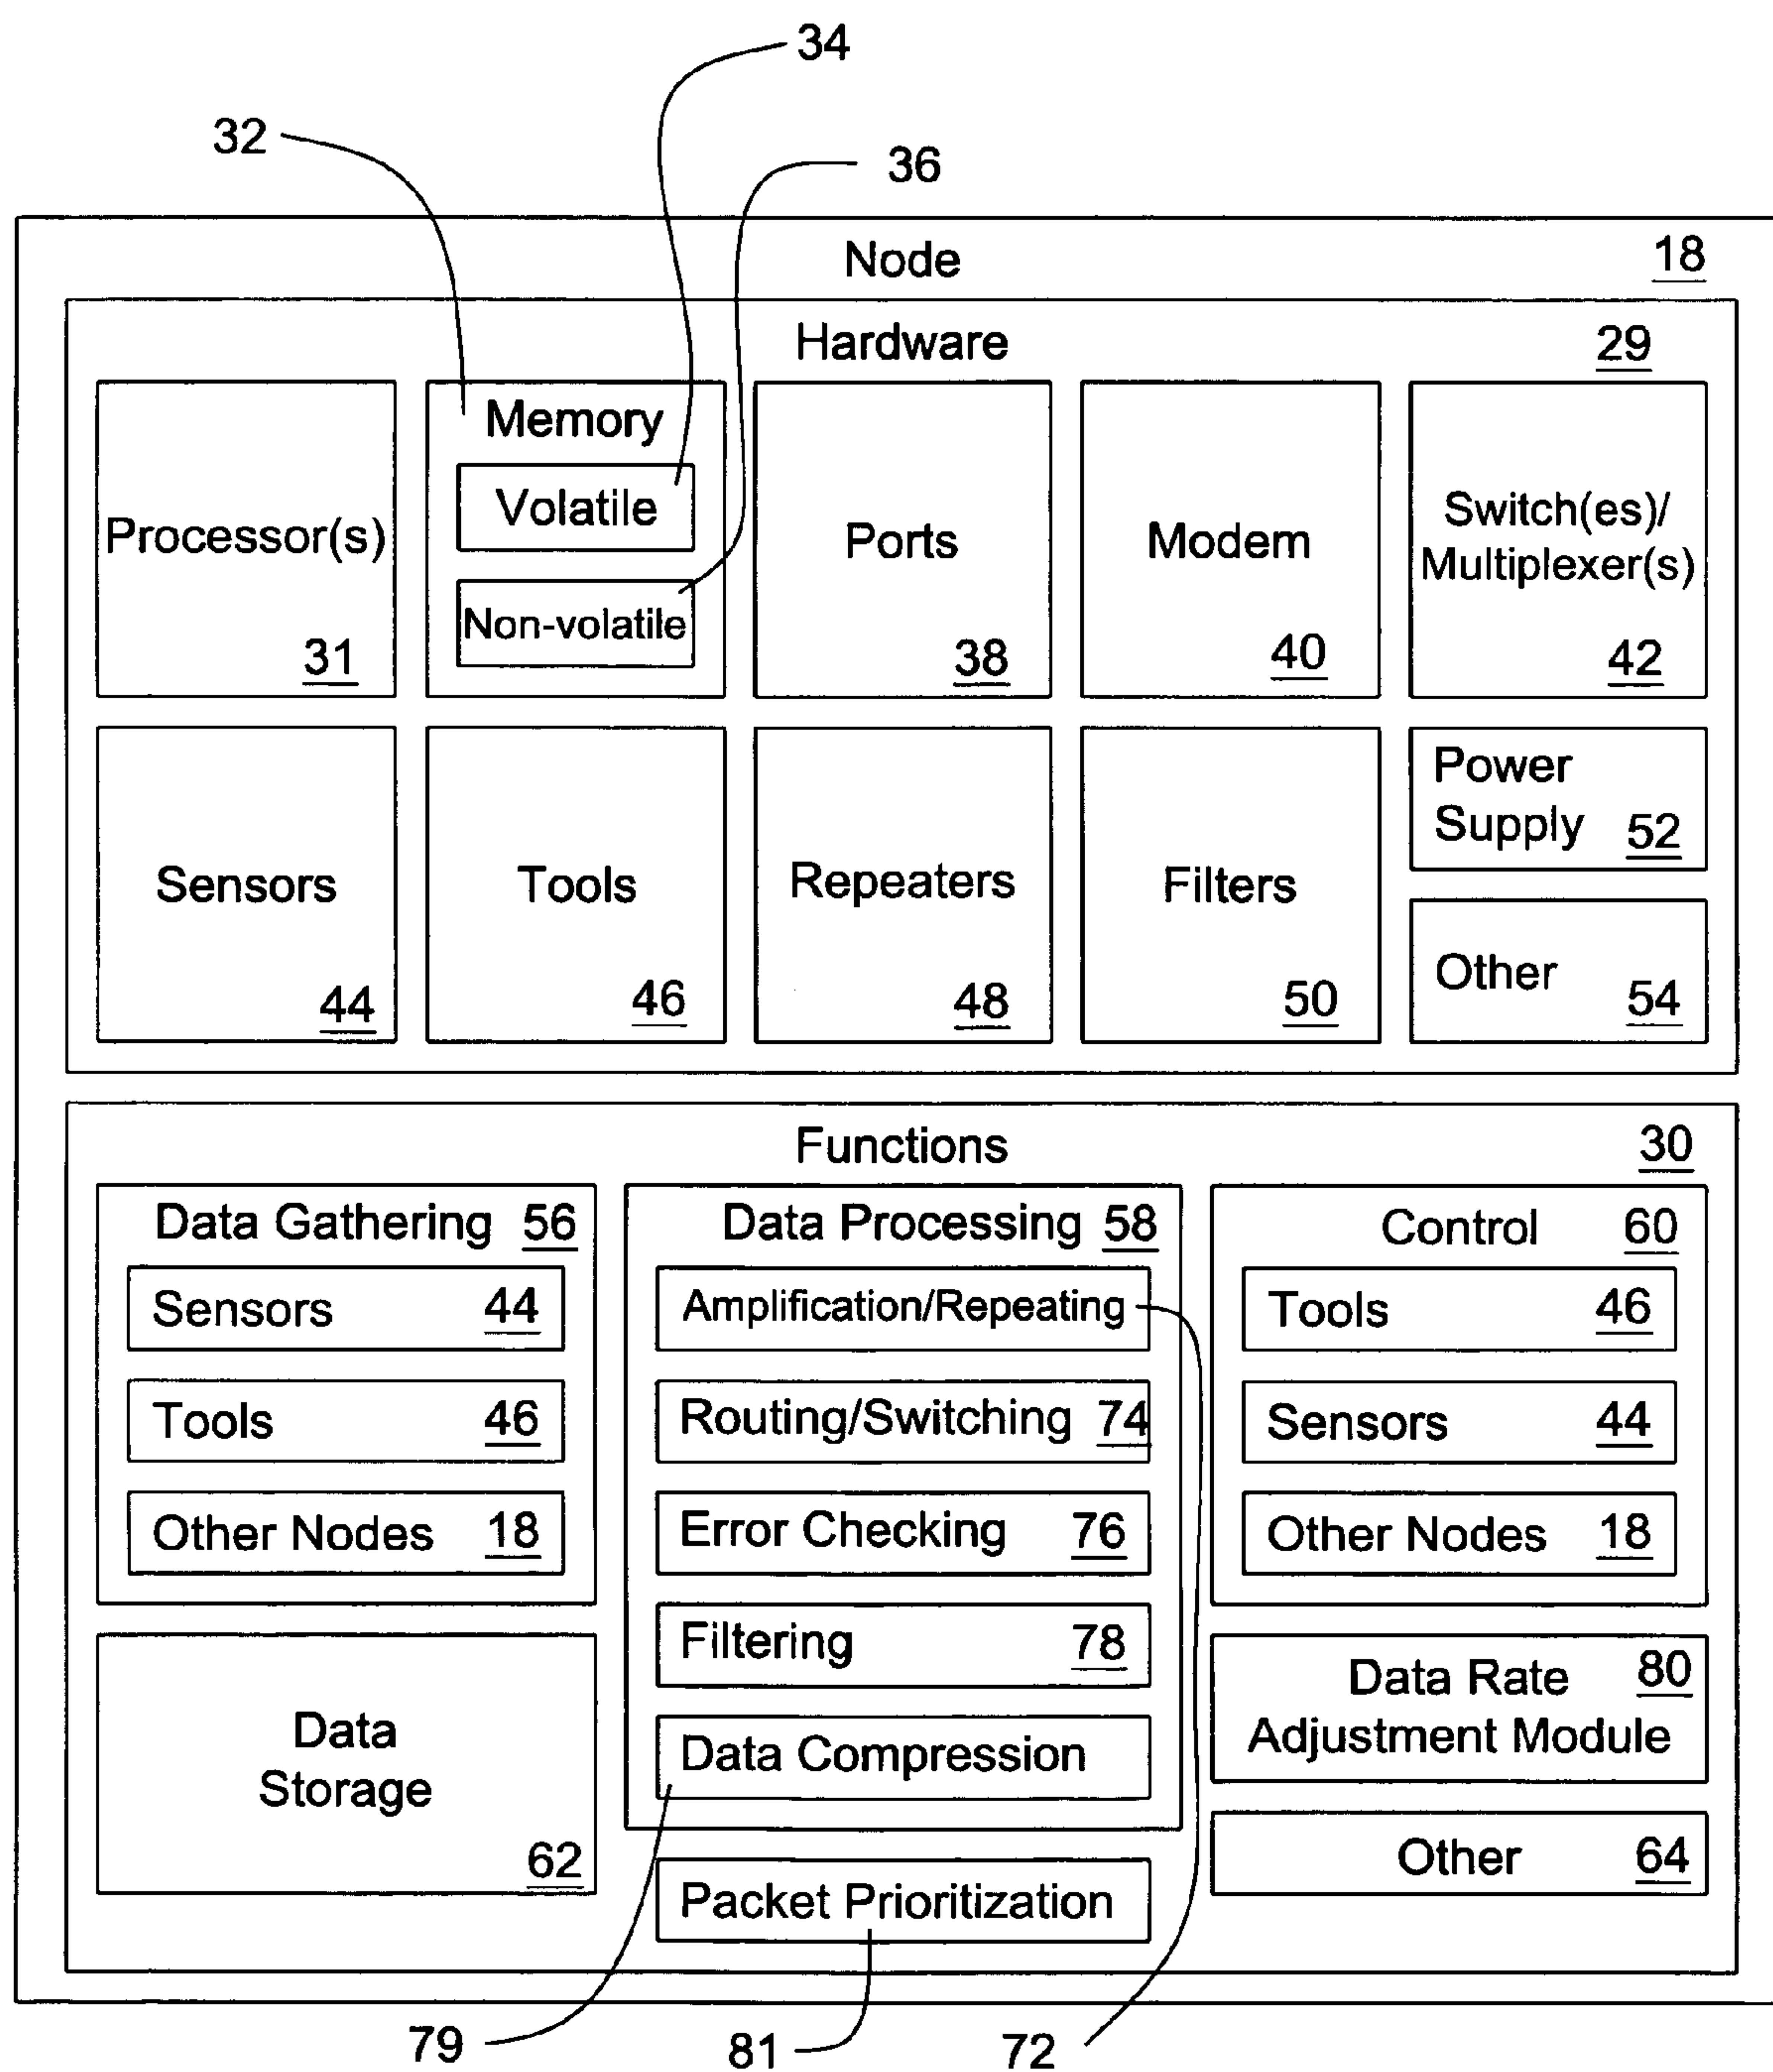 34
32
36
Node 18
Hardware 29
Processor(s)
31
Memory
Volatile
Non-volatile
Ports
38
Modem
40
Switch(es)/
Multiplexer(s)
42
Sensors
44
Tools
46
Repeaters
48
Filters
50
Power
Supply 52
Other
54
Functions 30
Data Gathering 56
Sensors 44
Tools 46
Other Nodes 18
Data Processing 58
Amplification/Repeating
Routing/Switching 74
Error Checking 76
Filtering 78
Data Compression
Control 60
Tools 46
Sensors 44
Other Nodes 18
Data
Storage
62
Packet Prioritization
Data Rate 80
Adjustment Module
Other 64
79
81
72